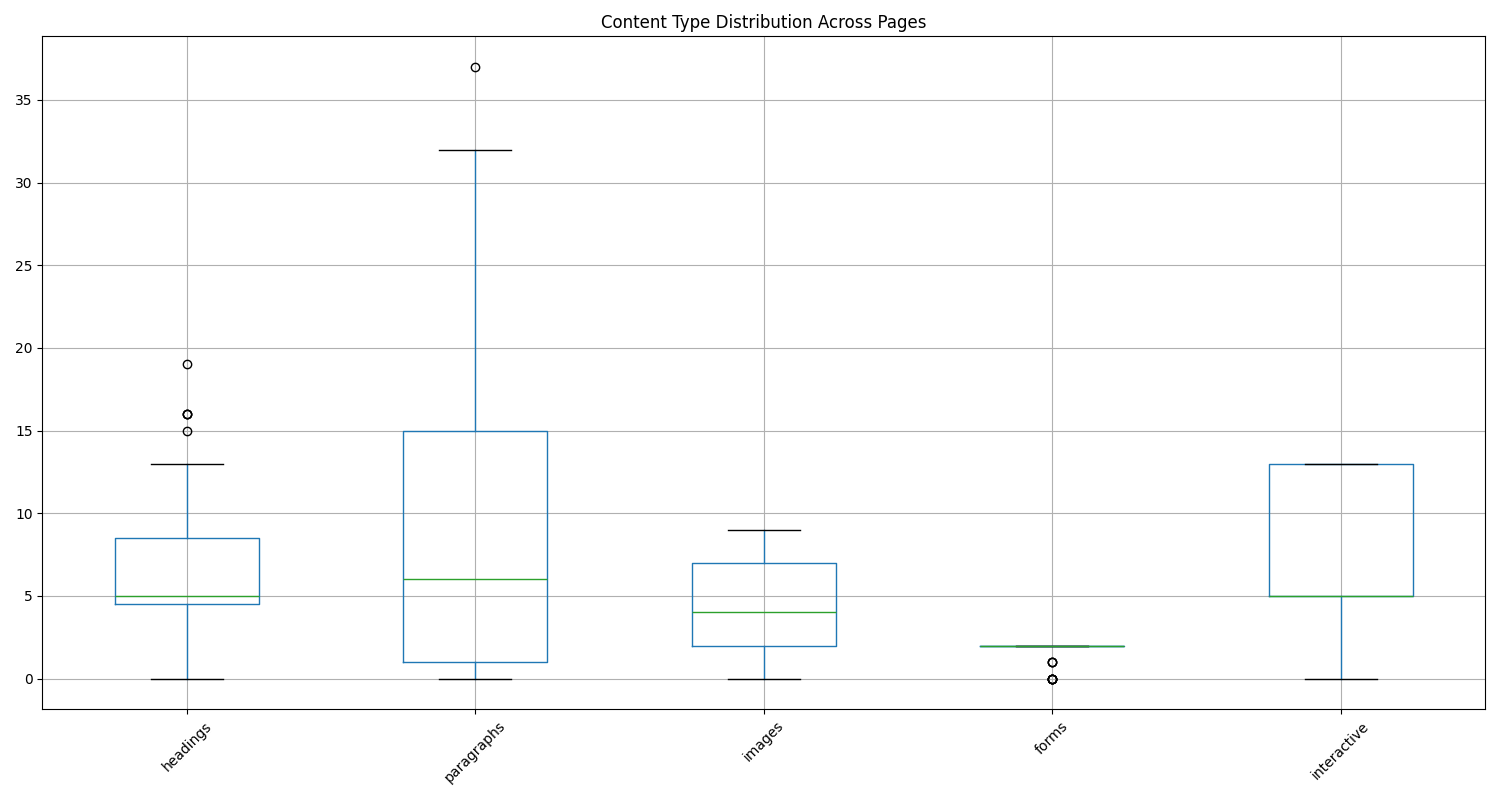 Content Type Distribution Across Pages
35
30
25
20
15
10
5
0
headings
paragraphs
images
forms
interactive